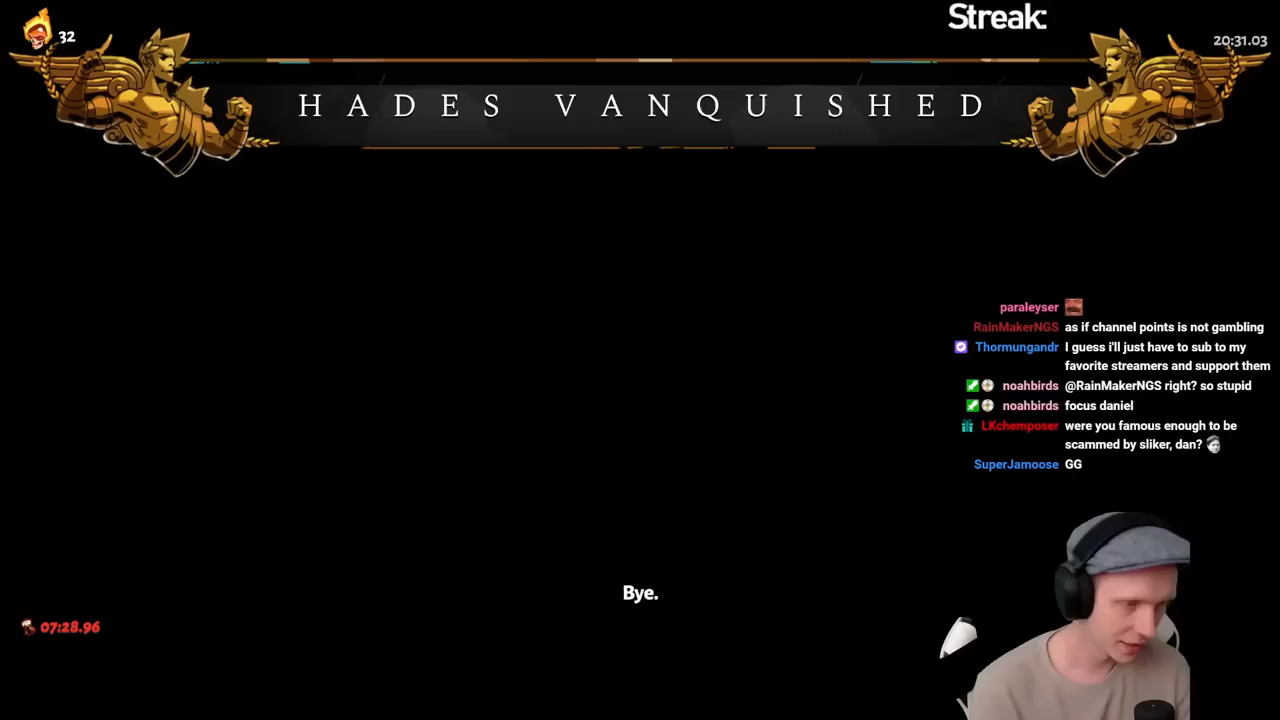 32
Streak:
20:31.03
HADES VANQUISHED
paraleyser
RainMakerNGS as if channel points is not gambling
Thormungandr I guess i'll just have to sub to my
favorite streamers and support them
noahbirds @RainMakerNGS right? so stupid
noahbirds focus daniel
LKchemposer were you famous enough to be
scammed by sliker, dan?
SuperJamoose GG
Bye.
07:28.96